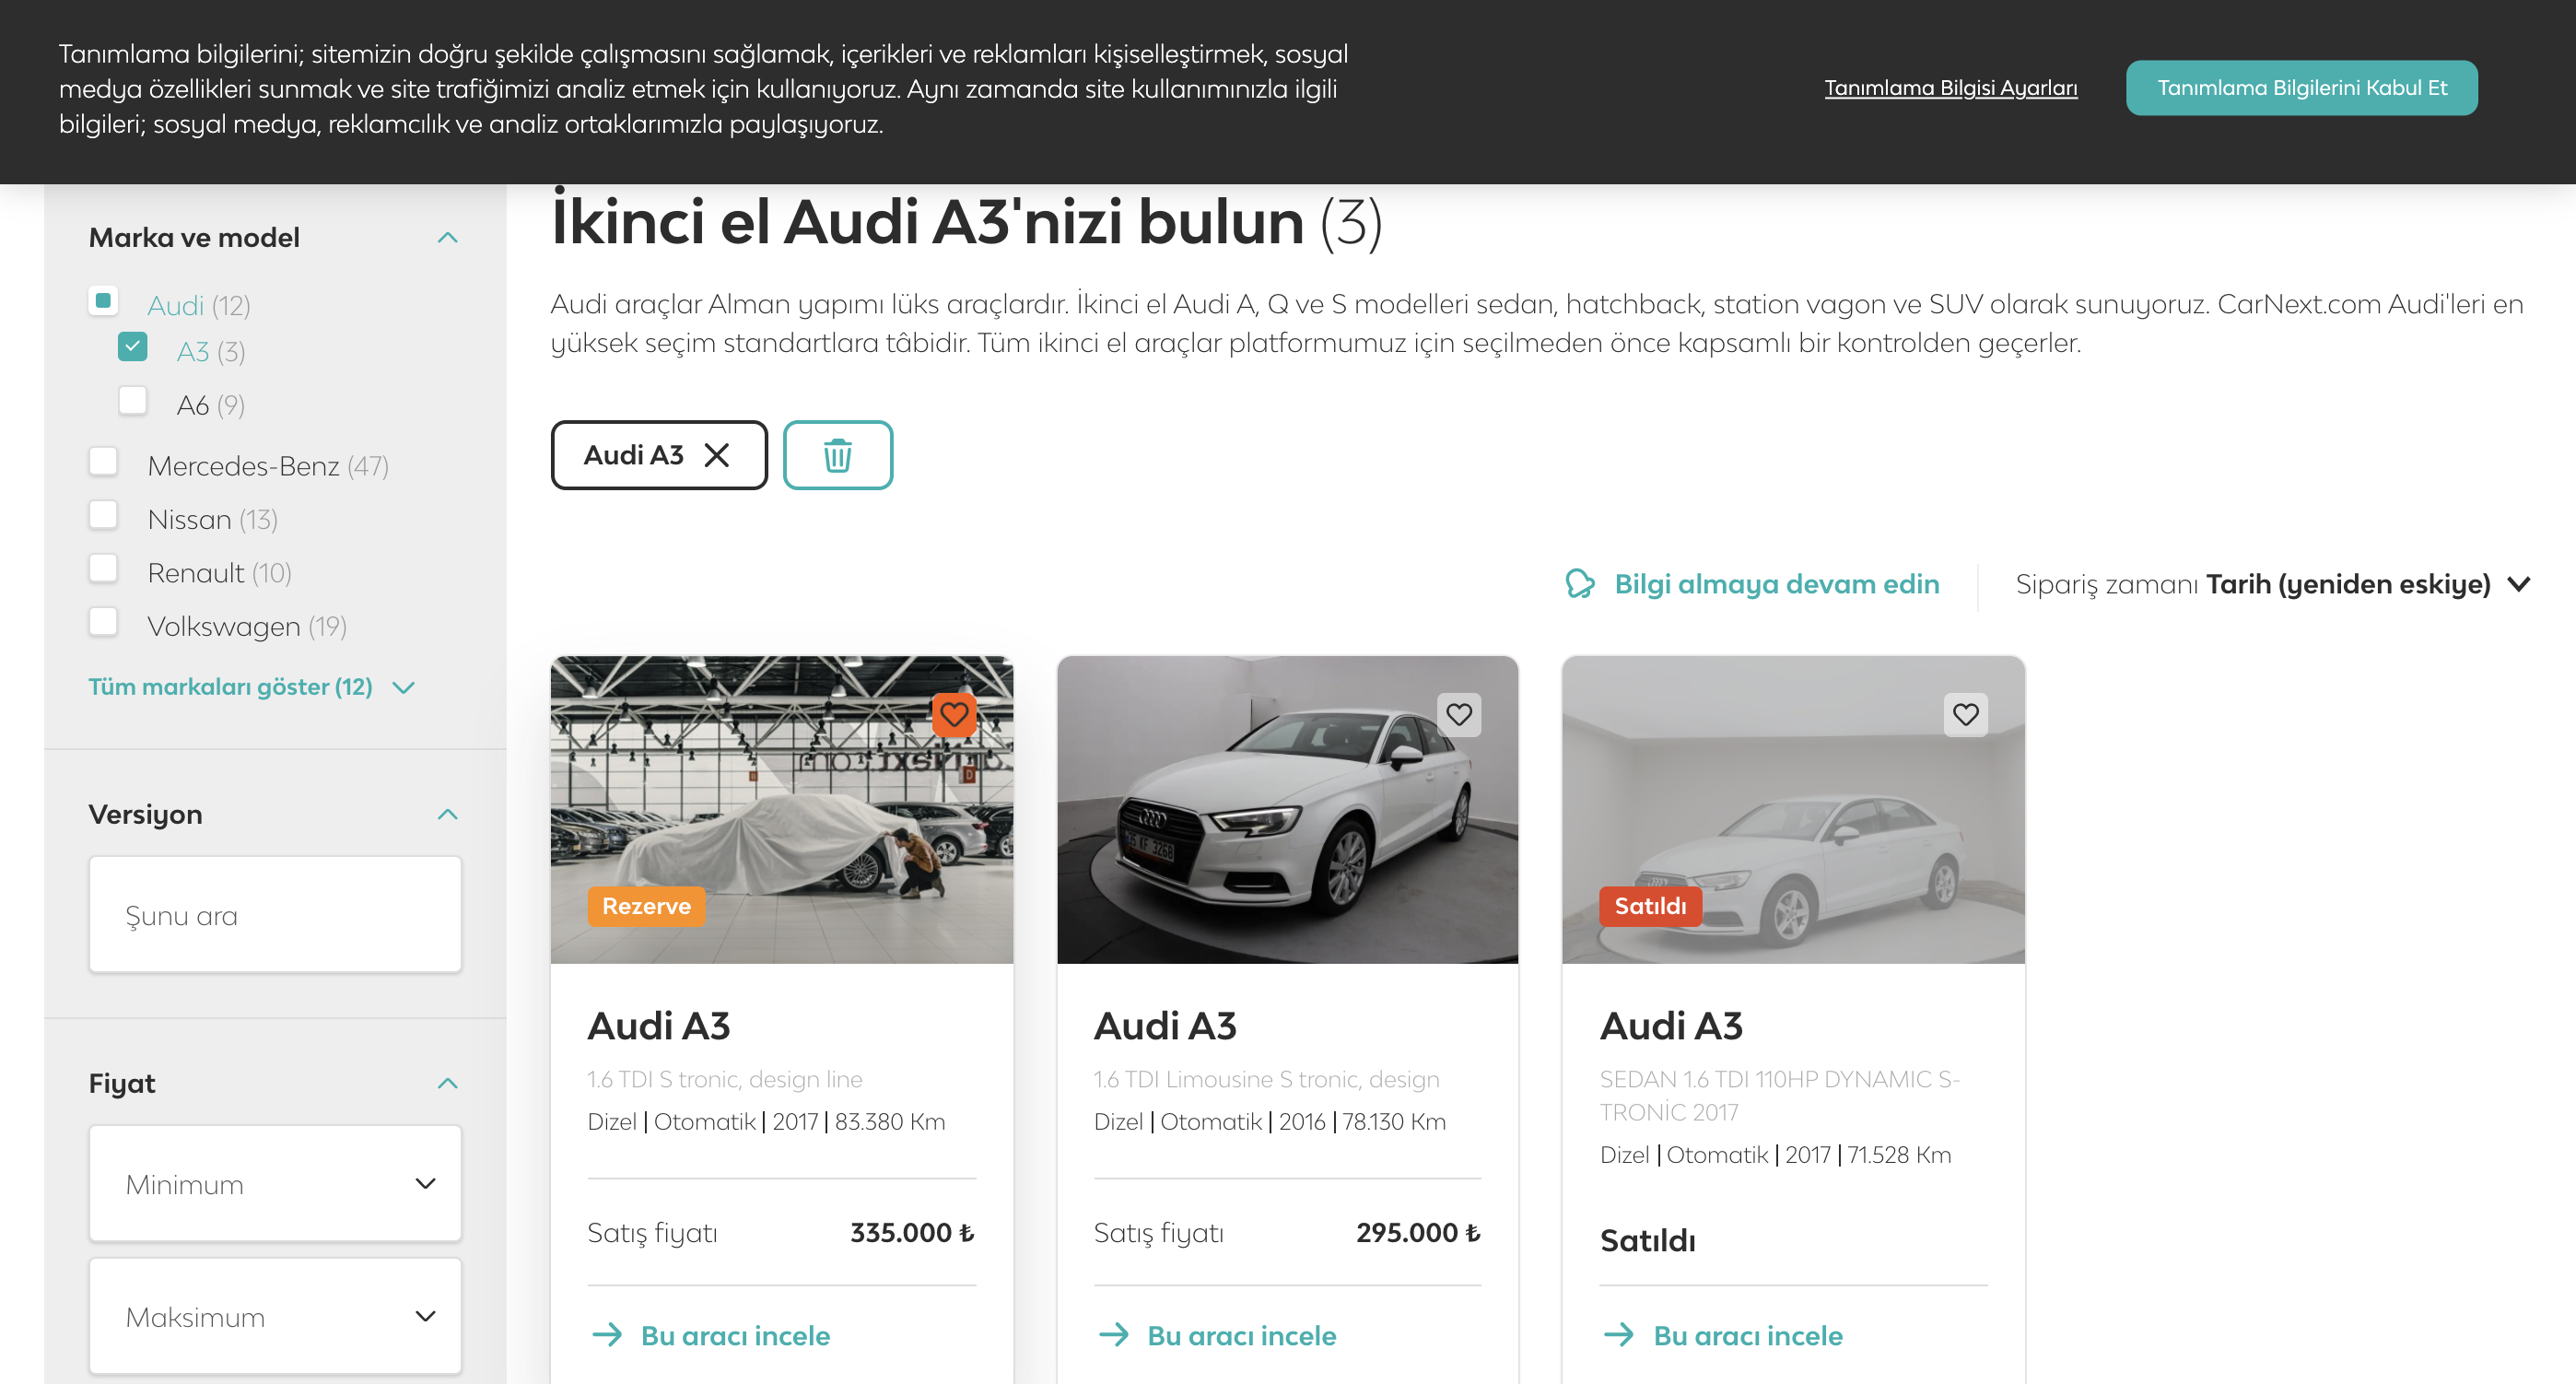 Tanımlama bilgilerini; sitemizin doğru şekilde çalışmasını sağlamak, içerikleri ve reklamları kişiselleştirmek, sosyal
medya özellikleri sunmak ve site trafiğimizi analiz etmek için kullanıyoruz. Aynı zamanda site kullanımınızla ilgili
bilgileri; sosyal medya, reklamcılık ve analiz ortaklarımızla paylaşıyoruz.
Tanımlama Bilgisi Ayarları
Tanımlama Bilgilerini Kabul Et
Marka ve model
Audi (12)
A3 (3)
A6 (9)
Mercedes-Benz (47)
Nissan (13)
Renault (10)
Volkswagen (19)
Tüm markaları göster (12)
Versiyon
Şunu ara
Fiyat
Minimum
Maksimum
İkinci el Audi A3'nizi bulun (3)
Audi araçlar Alman yapımı lüks araçlardır. İkinci el Audi A, Q ve S modelleri sedan, hatchback, station vagon ve SUV olarak sunuyoruz. CarNext.com Audi'leri en
yüksek seçim standartlara tâbidir. Tüm ikinci el araçlar platformumuz için seçilmeden önce kapsamlı bir kontrolden geçerler.
Audi A3
Bilgi almaya devam edin
Sipariş zamanı Tarih (yeniden eskiye)
Rezerve
Audi A3
1.6 TDI S tronic, design line
Dizel | Otomatik | 2017 | 83.380 Km
Satış fiyatı 335.000 ₺
Bu aracı incele
Audi A3
1.6 TDI Limousine S tronic, design
Dizel | Otomatik | 2016 | 78.130 Km
Satış fiyatı 295.000 ₺
Bu aracı incele
Satıldı
Audi A3
SEDAN 1.6 TDI 110HP DYNAMIC S-
TRONİC 2017
Dizel | Otomatik | 2017 | 71.528 Km
Satıldı
Bu aracı incele